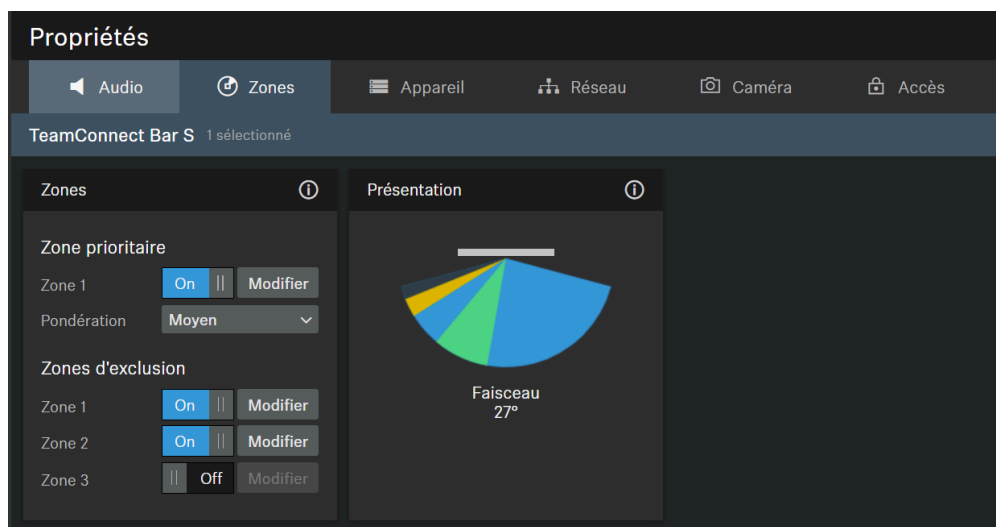 Propriétés
Audio Zones Appareil Réseau Caméra Accès
TeamConnect Bar S 1 sélectionné
Zones
Zone prioritaire
Zone 1 On Modifier
Pondération Moyen
Zones d'exclusion
Zone 1 On Modifier
Zone 2 On Modifier
Zone 3 Off Modifier
Présentation
Faisceau
27°